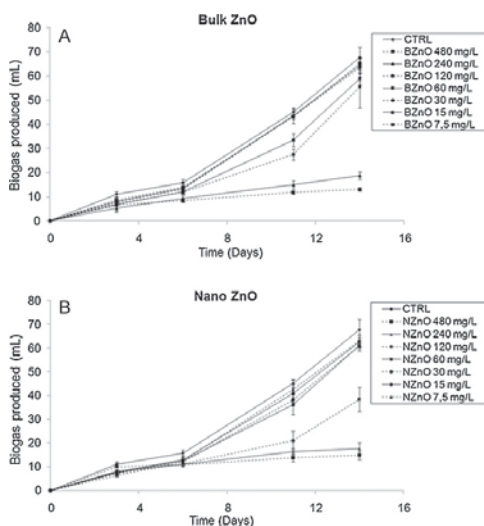 Bulk ZnO
A
80
70
60
50
40
30
20
10
0
Biogas produced (mL)
0 4 8 12 16
Time (Days)
CTRL
BZnO 480 mg/L
BZnO 240 mg/L
BZnO 120 mg/L
BZnO 60 mg/L
BZnO 30 mg/L
BZnO 15 mg/L
BZnO 7,5 mg/L
Nano ZnO
B
80
70
60
50
40
30
20
10
0
Biogas produced (mL)
0 4 8 12 16
Time (Days)
CTRL
NZnO 480 mg/L
NZnO 240 mg/L
NZnO 120 mg/L
NZnO 60 mg/L
NZnO 30 mg/L
NZnO 15 mg/L
NZnO 7,5 mg/L